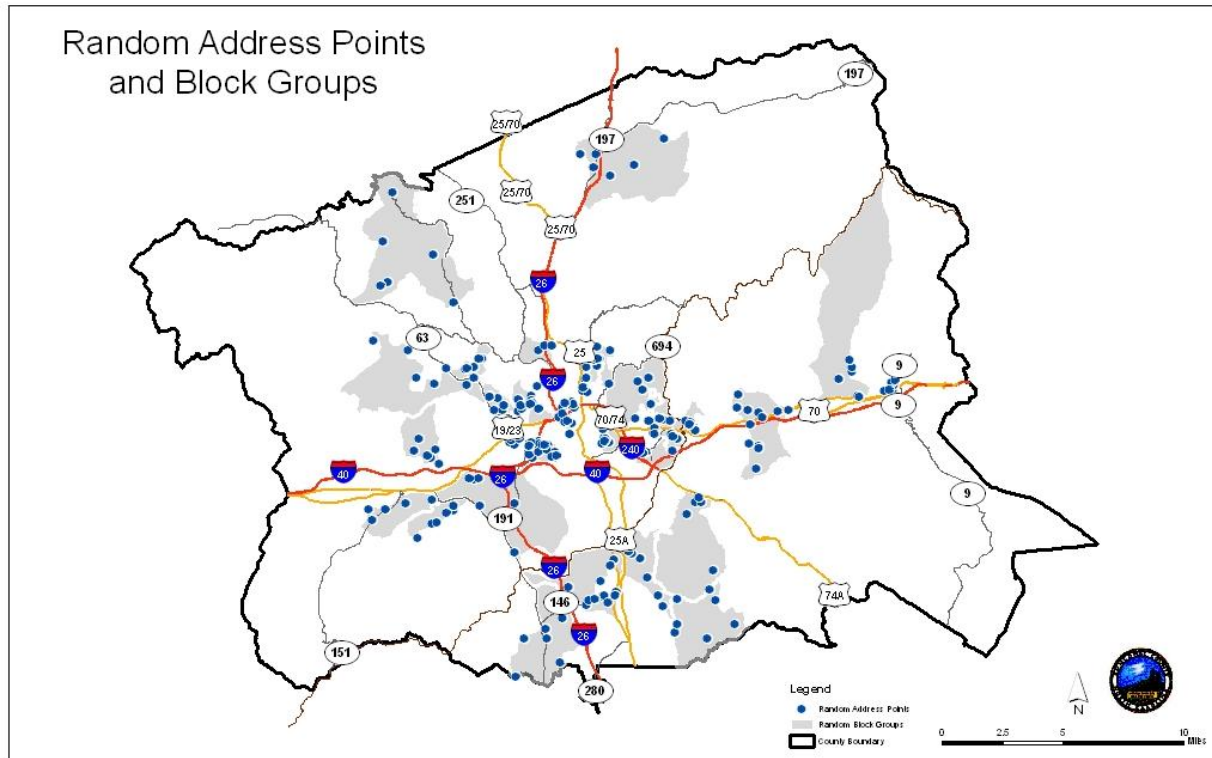 Random Address Points
and Block Groups
197
25/70
197
25/70
251
25/70
26
63
25
694
26
9
9
70
70/74
19/23
240
40
26
40
9
191
25A
26
74A
146
26
151
280
Legend
Random Address Points
Random Block Groups
County Boundary
N
0 2.5 5 10
Miles